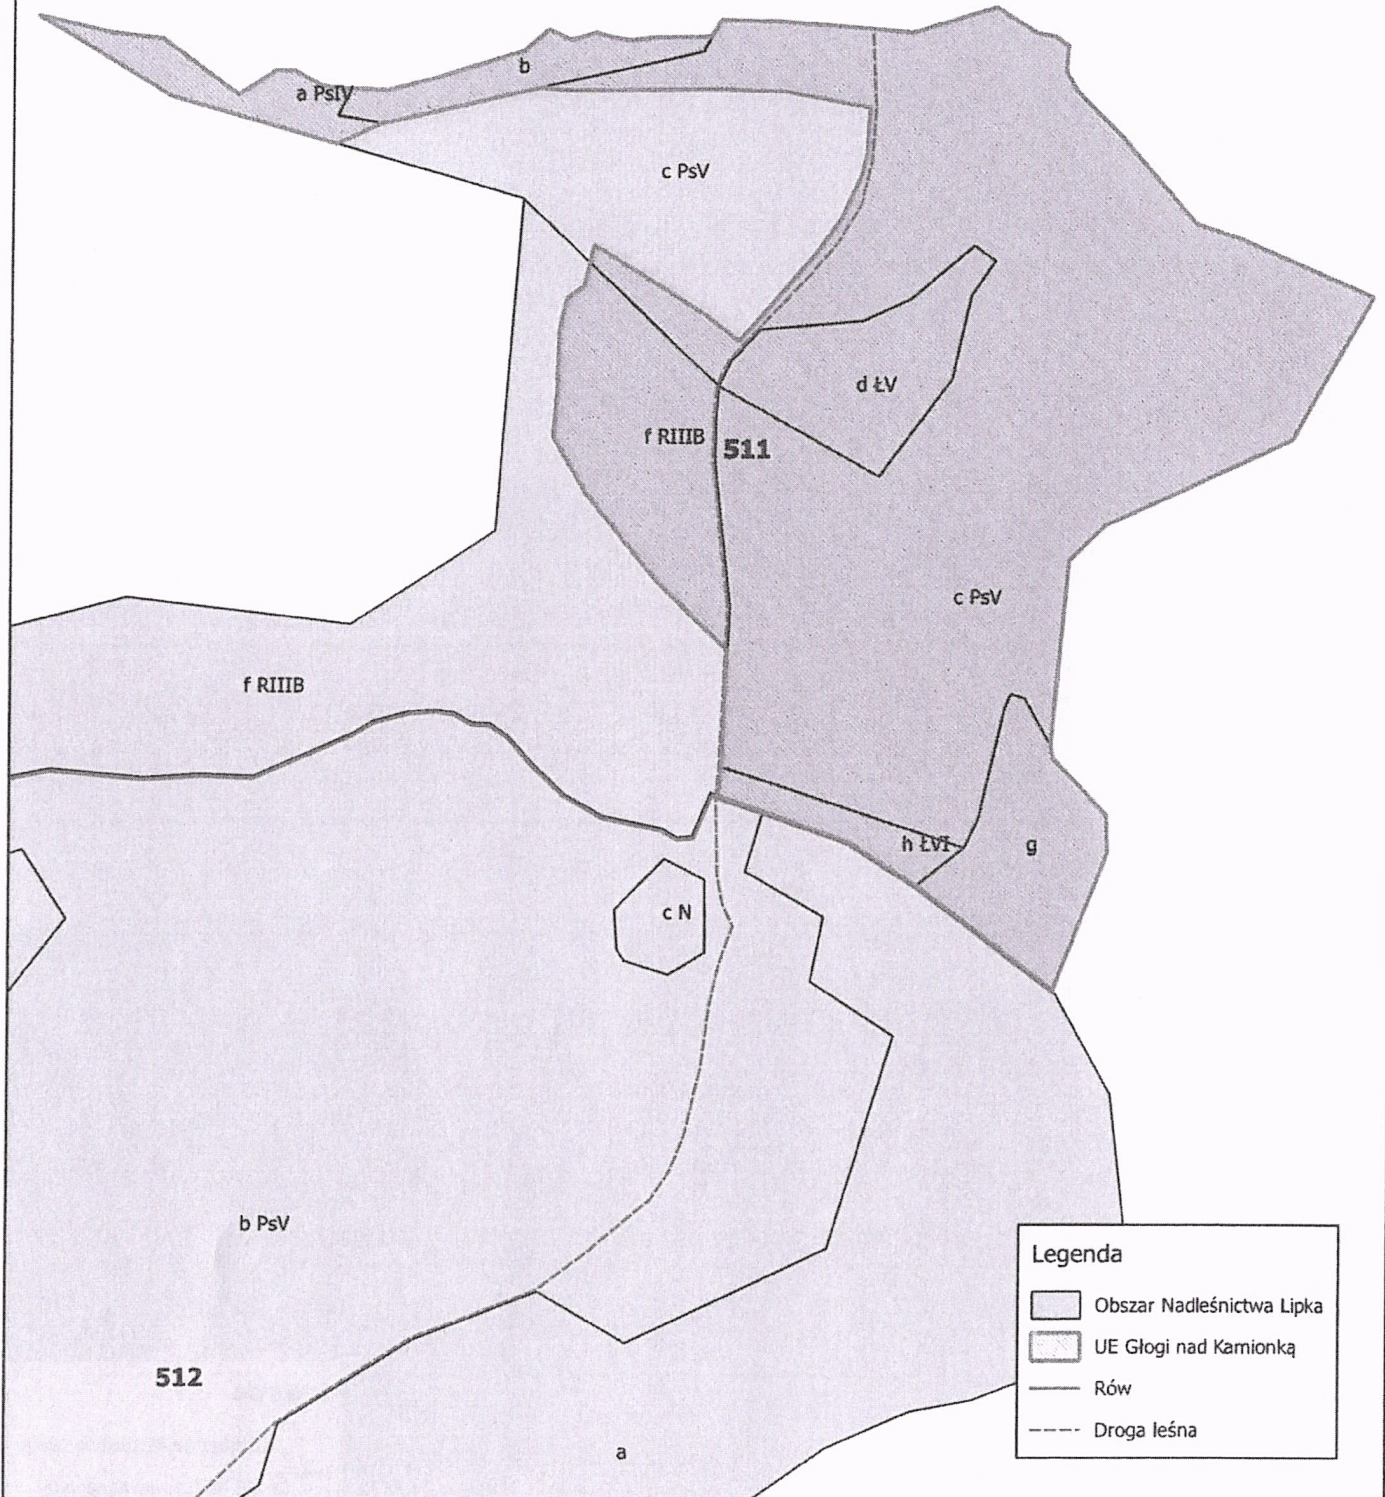 b
a PsIV
c PsV
d ŁV
f RIIIB
511
c PsV
f RIIIB
h ŁVI
g
c N
b PsV
512
a
Legenda
Obszar Nadleśnictwa Lipka
UE Głogi nad Kamionką
Rów
Droga leśna